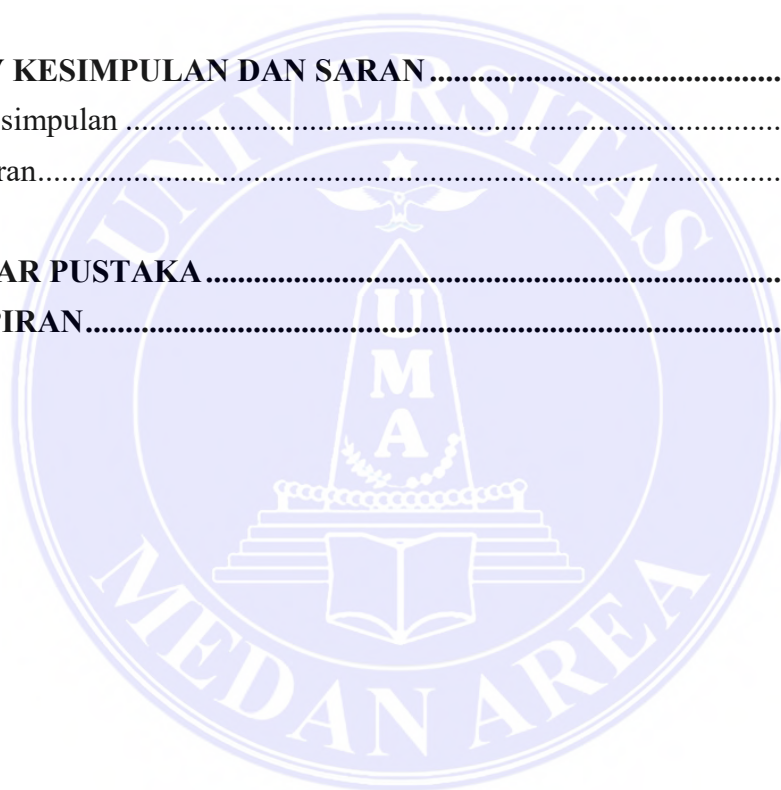 V KESIMPULAN DAN SARAN ..........................................
simpulan ..........................................
ran..........................................
AR PUSTAKA ..........................................
PIRAN..........................................
UNIVERSITAS
U
M
A
MEDAN AREA